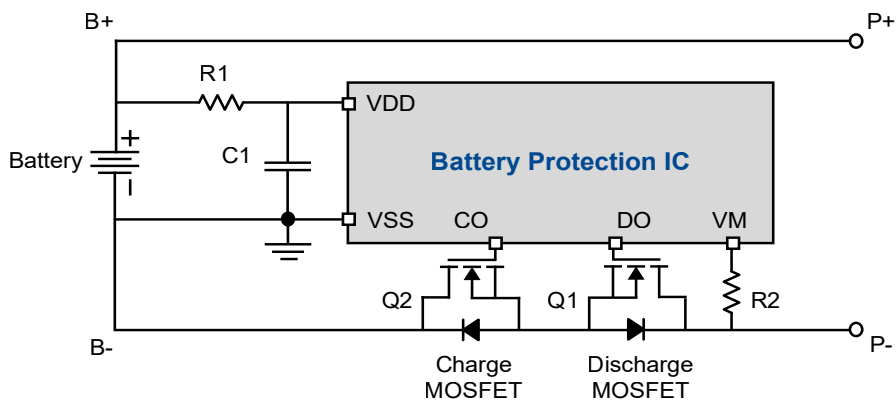 B+
P+
R1
VDD
+
Battery
C1
Battery Protection IC
VSS
CO
DO
VM
Q2
Q1
R2
B-
P-
Charge
MOSFET
Discharge
MOSFET